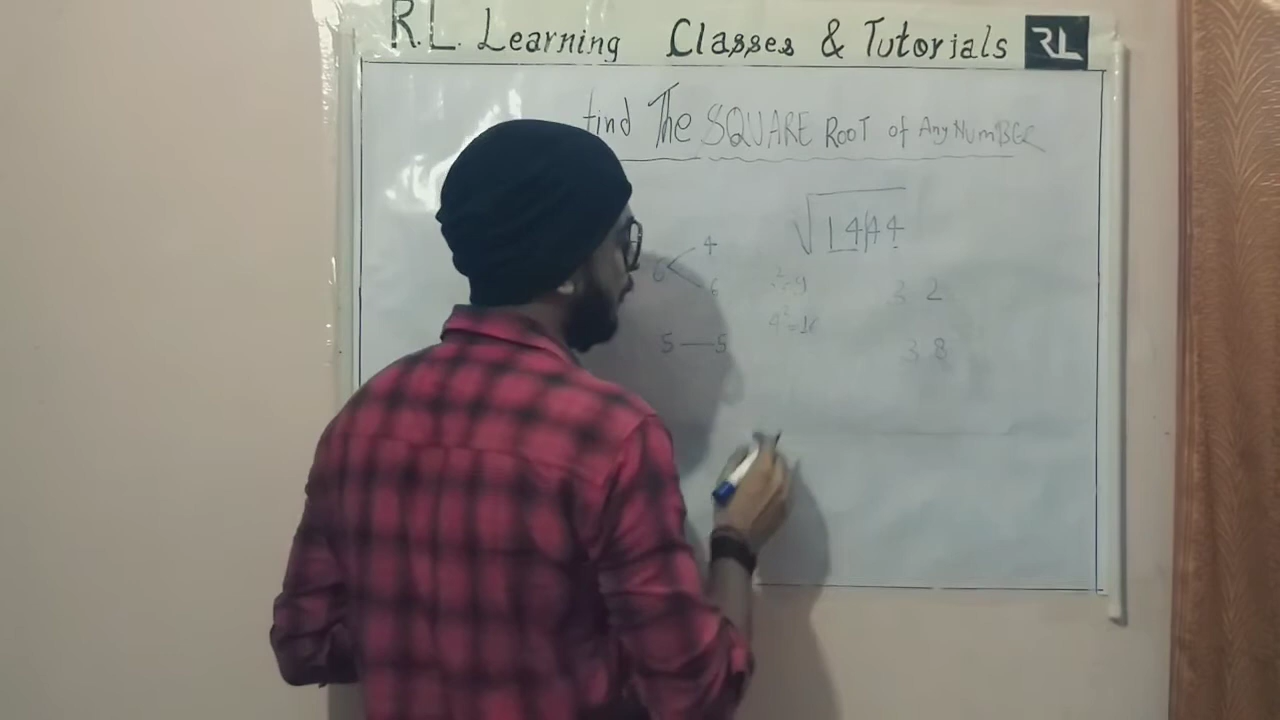 R.L. Learning Classes & Tutorials RL
find The SQUARE RooT of Any NumBER
√1444
6 < 4
6
²=9
3 2
4²=16
5 — 5
3 8